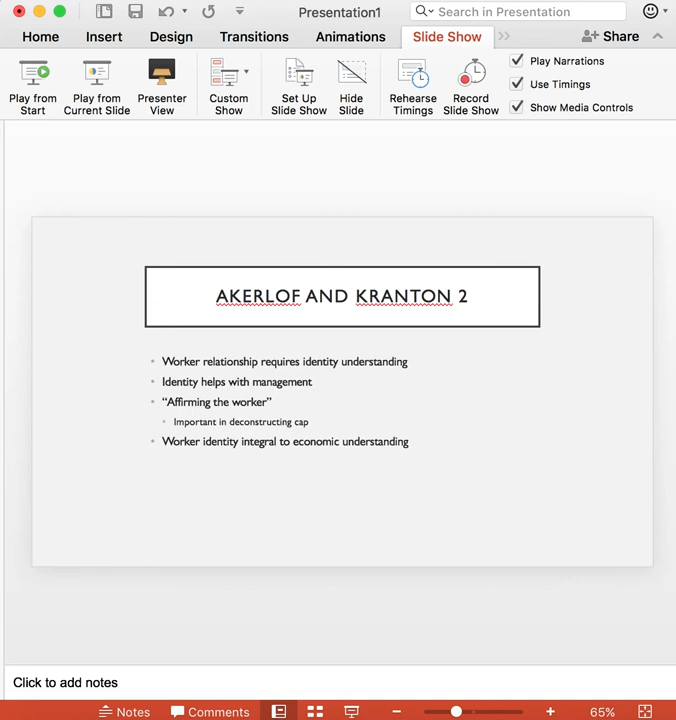 Presentation1
Search in Presentation
Home Insert Design Transitions Animations Slide Show Share
Play from Start
Play from Current Slide
Presenter View
Custom Show
Set Up Slide Show
Hide Slide
Rehearse Timings
Record Slide Show
Play Narrations
Use Timings
Show Media Controls
AKERLOF AND KRANTON 2
• Worker relationship requires identity understanding
• Identity helps with management
• “Affirming the worker”
• Important in deconstructing cap
• Worker identity integral to economic understanding
Click to add notes
Notes Comments 65%